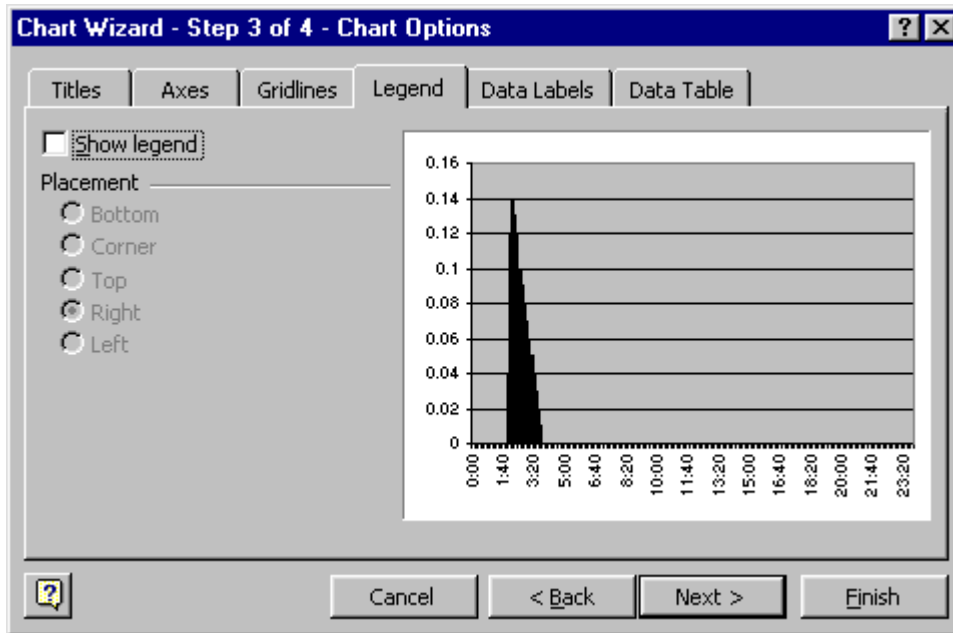 Chart Wizard - Step 3 of 4 - Chart Options
Titles Axes Gridlines Legend Data Labels Data Table
Show legend
Placement
Bottom
Corner
Top
Right
Left
0.16
0.14
0.12
0.1
0.08
0.06
0.04
0.02
0
0:00 1:40 3:20 5:00 6:40 8:20 10:00 11:40 13:20 15:00 16:40 18:20 20:00 21:40 23:20
? Cancel < Back Next > Finish